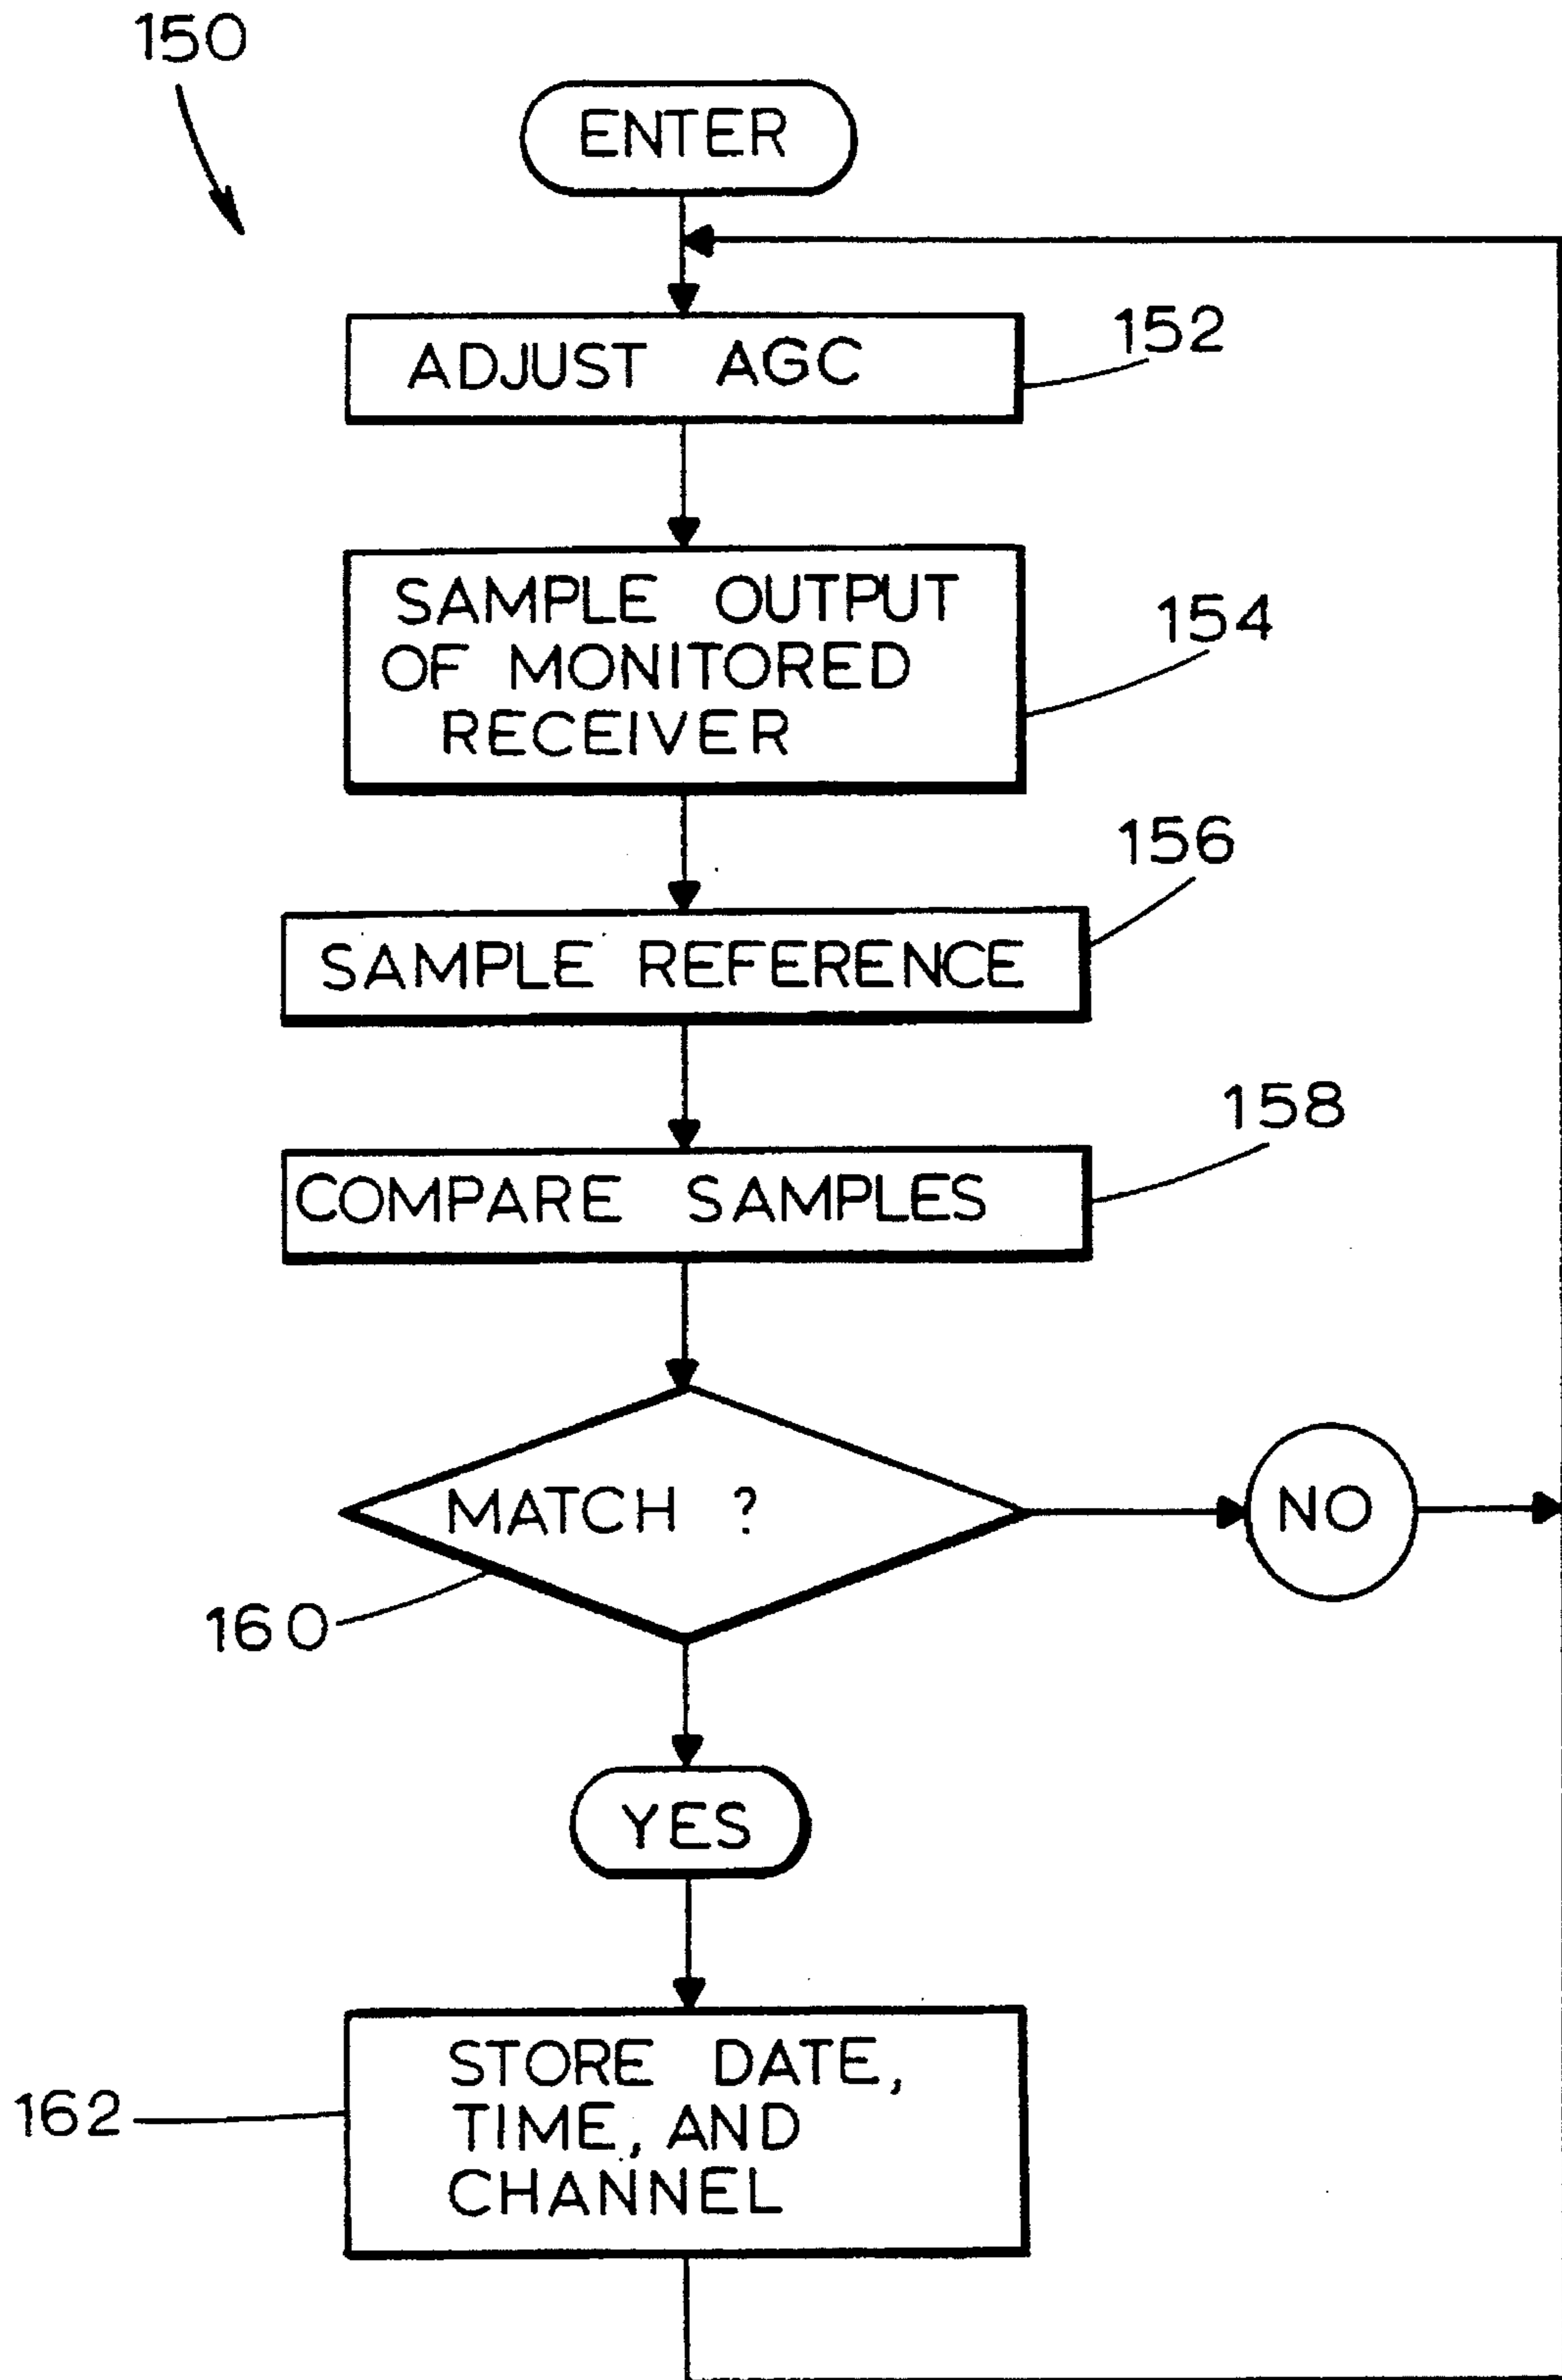 150
ENTER
ADJUST AGC
152
SAMPLE OUTPUT
OF MONITORED
RECEIVER
154
156
SAMPLE REFERENCE
158
COMPARE SAMPLES
MATCH ?
NO
160
YES
STORE DATE,
TIME, AND
CHANNEL
162